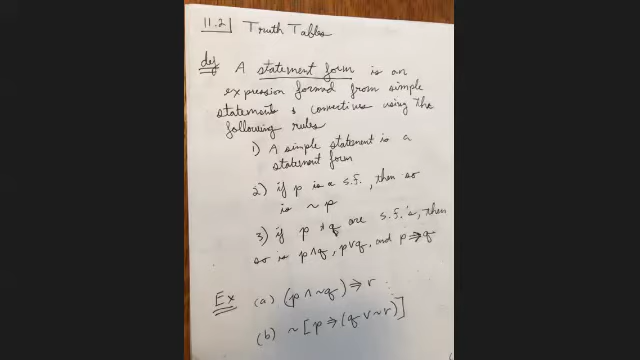 11.2 Truth Tables
def A statement form is an
expression formed from simple
statements & connectives using the
following rules
1) A simple statement is a
statement form
2) if p is a s.f., then so
is ~p
3) if p & q are s.f.'s, then
so is p∧q, p∨q, and p⇒q
Ex (a) (p ∧ ~q) ⇒ r
(b) ~[p ⇒ (q ∨ ~r)]